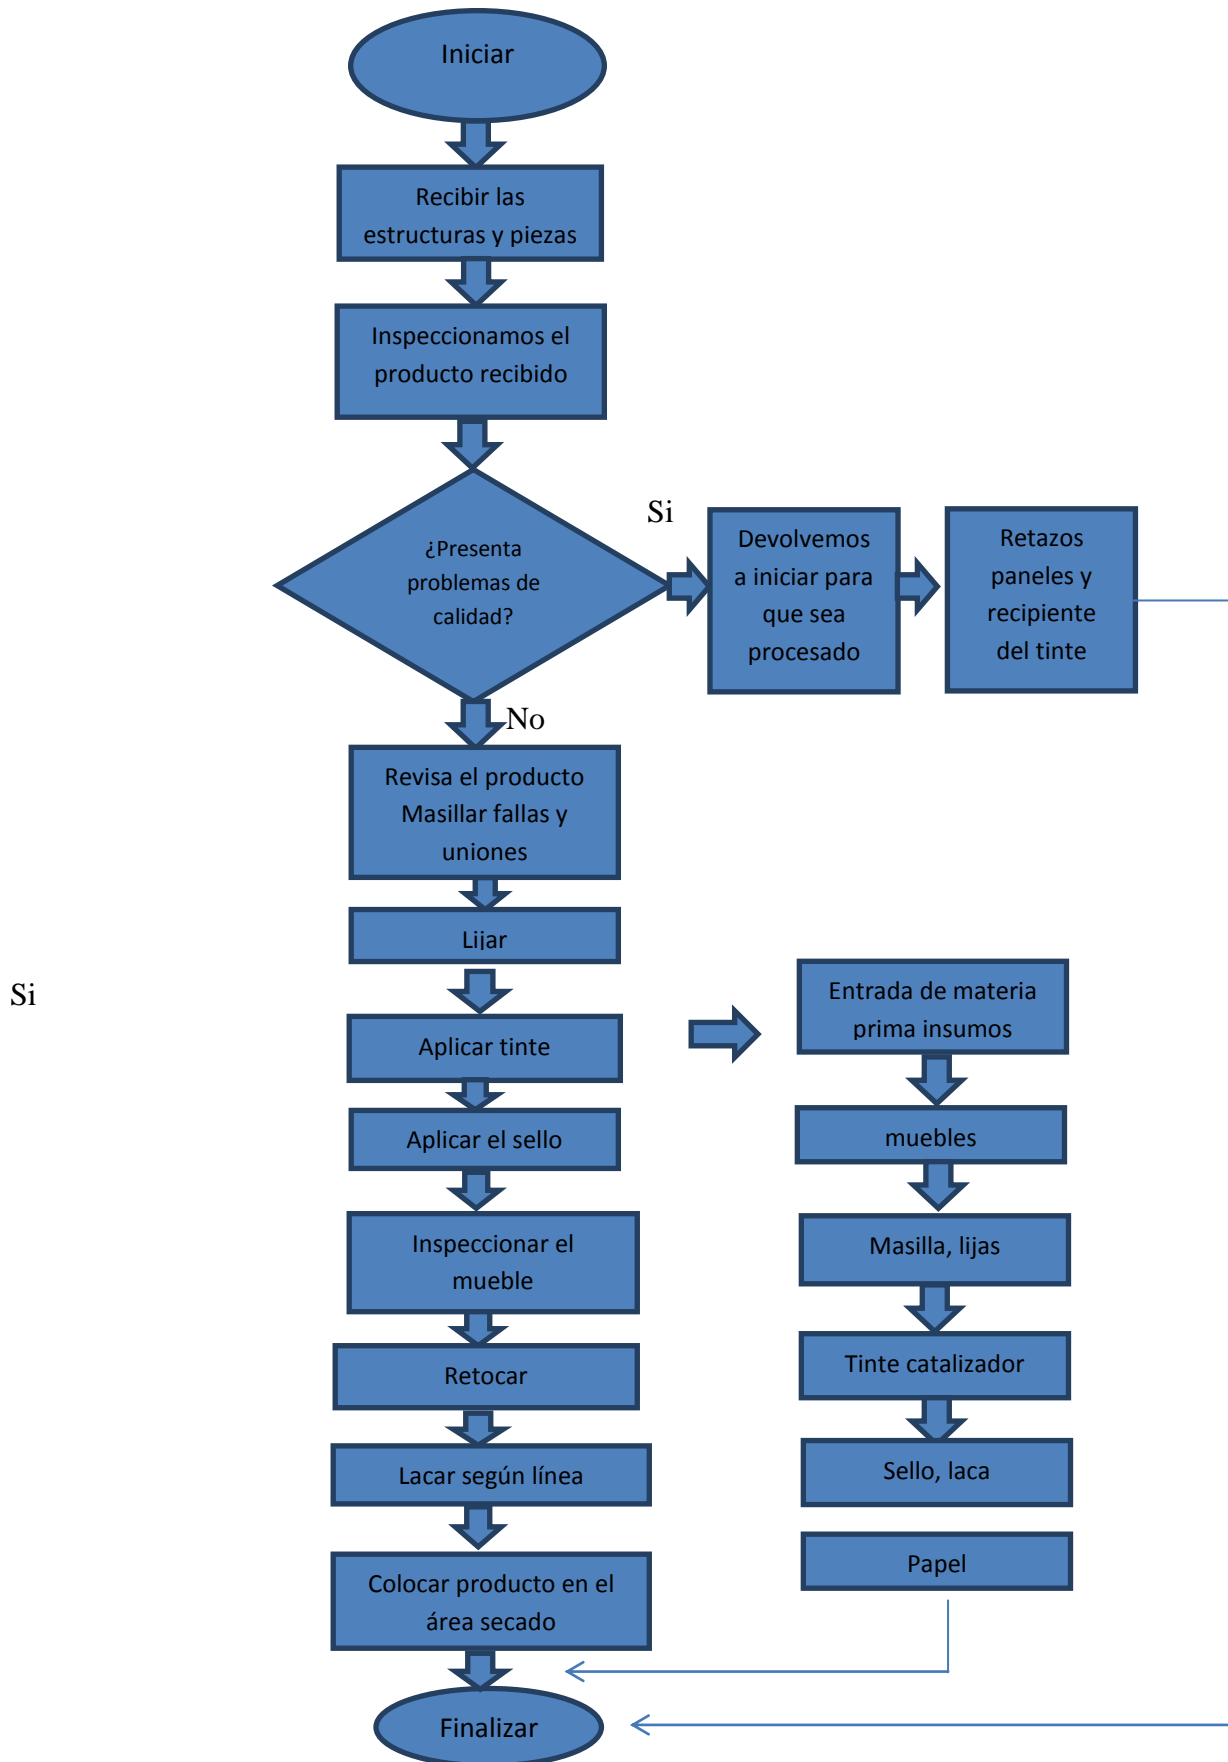 Iniciar
Recibir las
estructuras y piezas
Inspeccionamos el
producto recibido
¿Presenta
problemas de
calidad?
Si
Devolvemos
a iniciar para
que sea
procesado
Retazos
paneles y
recipiente
del tinte
No
Revisa el producto
Masillar fallas y
uniones
Lijar
Si
Aplicar tinte
Aplicar el sello
Inspeccionar el
mueble
Retocar
Lacar según línea
Colocar producto en el
área secado
Entrada de materia
prima insumos
muebles
Masilla, lijas
Tinte catalizador
Sello, laca
Papel
Finalizar